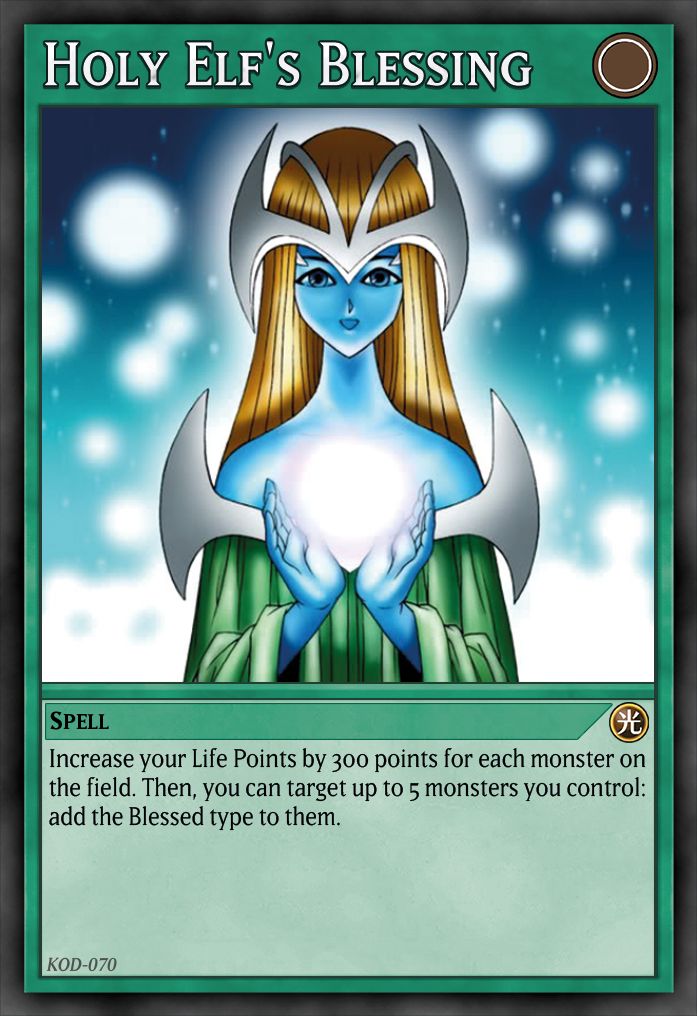 Holy Elf's Blessing
Spell
光
Increase your Life Points by 300 points for each monster on
the field. Then, you can target up to 5 monsters you control:
add the Blessed type to them.
KOD-070